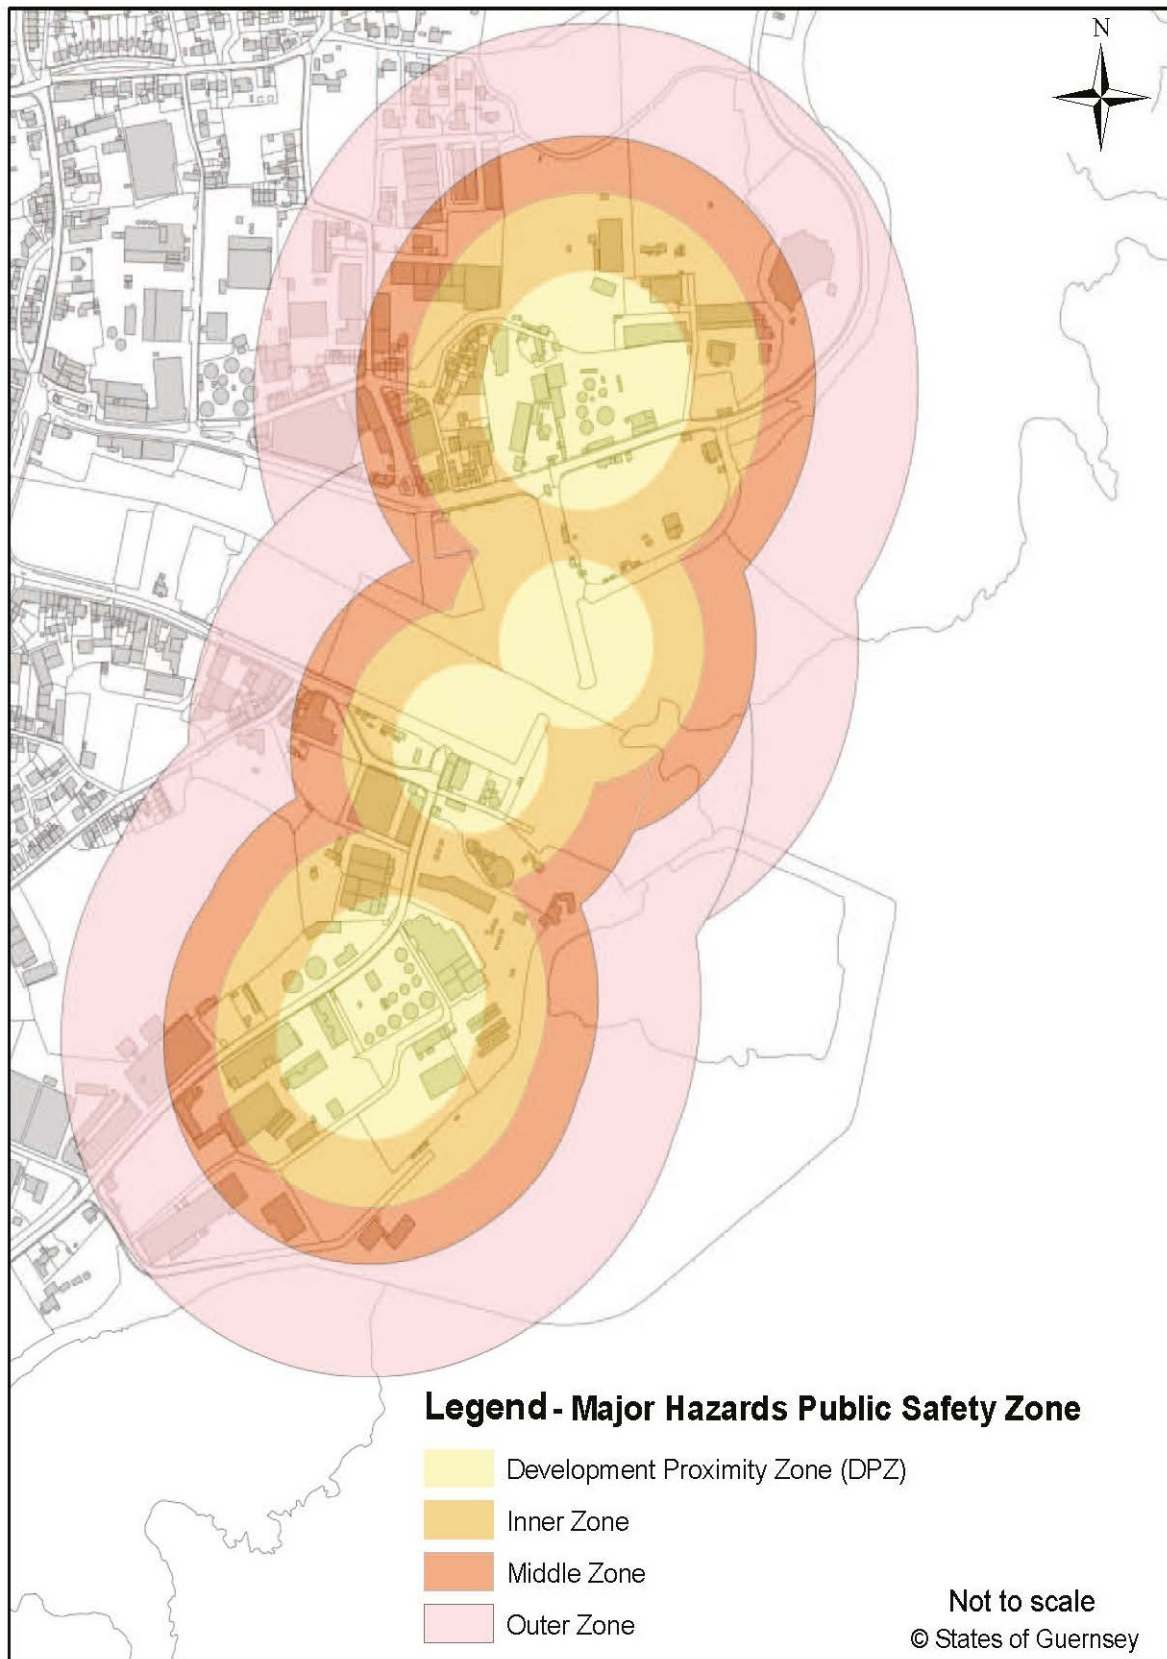 N
Legend - Major Hazards Public Safety Zone
Development Proximity Zone (DPZ)
Inner Zone
Middle Zone
Outer Zone
Not to scale
© States of Guernsey